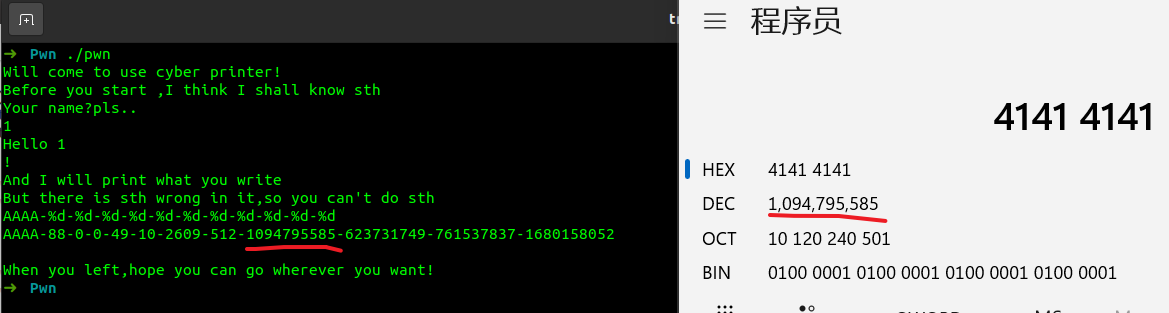 ➜ Pwn ./pwn
Will come to use cyber printer!
Before you start ,I think I shall know sth
Your name?pls..
1
Hello 1
!
And I will print what you write
But there is sth wrong in it,so you can't do sth
AAAA-%d-%d-%d-%d-%d-%d-%d-%d-%d-%d-%d
AAAA-88-0-0-49-10-2609-512-1094795585-623731749-761537837-1680158052
When you left,hope you can go wherever you want!
➜ Pwn
程序员
4141 4141
HEX 4141 4141
DEC 1,094,795,585
OCT 10 120 240 501
BIN 0100 0001 0100 0001 0100 0001 0100 0001